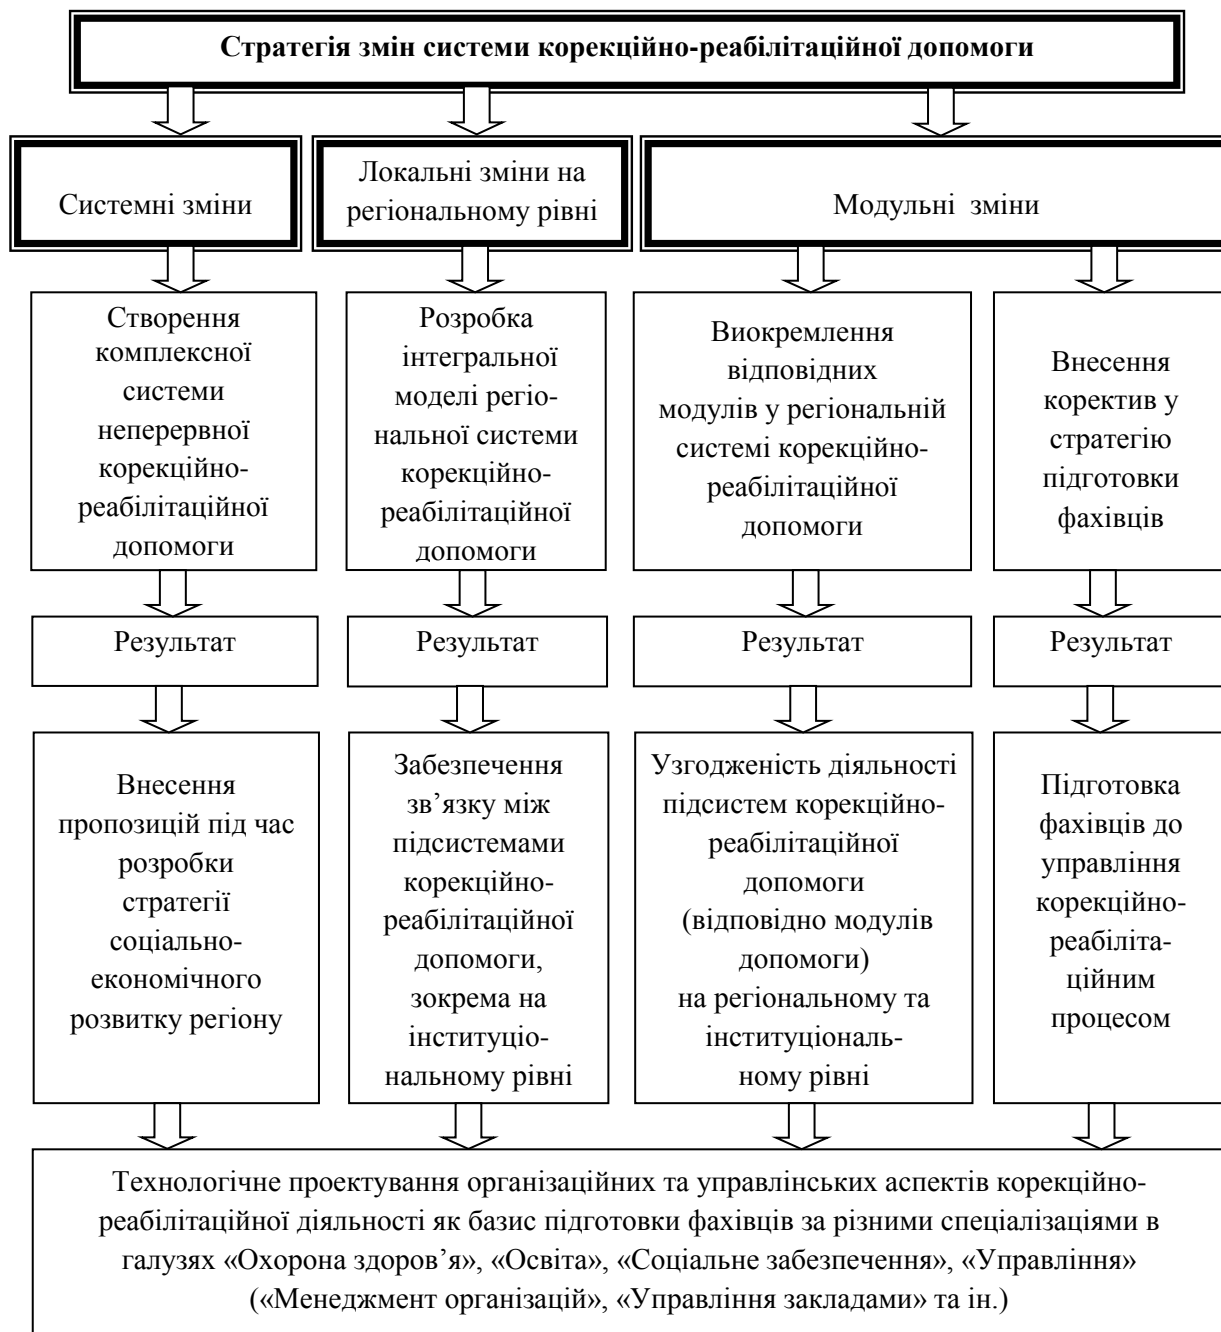 Стратегія змін системи корекційно-реабілітаційної допомоги
Системні зміни
Локальні зміни на
регіональному рівні
Модульні зміни
Створення
комплексної
системи
неперервної
корекційно-
реабілітаційної
допомоги
Розробка
інтегральної
моделі регіо-
нальної системи
корекційно-
реабілітаційної
допомоги
Виокремлення
відповідних
модулів у регіональній
системі корекційно-
реабілітаційної
допомоги
Внесення
коректив у
стратегію
підготовки
фахівців
Результат
Результат
Результат
Результат
Внесення
пропозицій під час
розробки
стратегії
соціально-
економічного
розвитку регіону
Забезпечення
зв’язку між
підсистемами
корекційно-
реабілітаційної
допомоги,
зокрема на
інституціо-
нальному рівні
Узгодженість діяльності
підсистем корекційно-
реабілітаційної
допомоги
(відповідно модулів
допомоги)
на регіональному та
інституціональ-
ному рівні
Підготовка
фахівців до
управління
корекційно-
реабіліта-
ційним
процесом
Технологічне проектування організаційних та управлінських аспектів корекційно-
реабілітаційної діяльності як базис підготовки фахівців за різними спеціалізаціями в
галузях «Охорона здоров’я», «Освіта», «Соціальне забезпечення», «Управління»
(«Менеджмент організацій», «Управління закладами» та ін.)